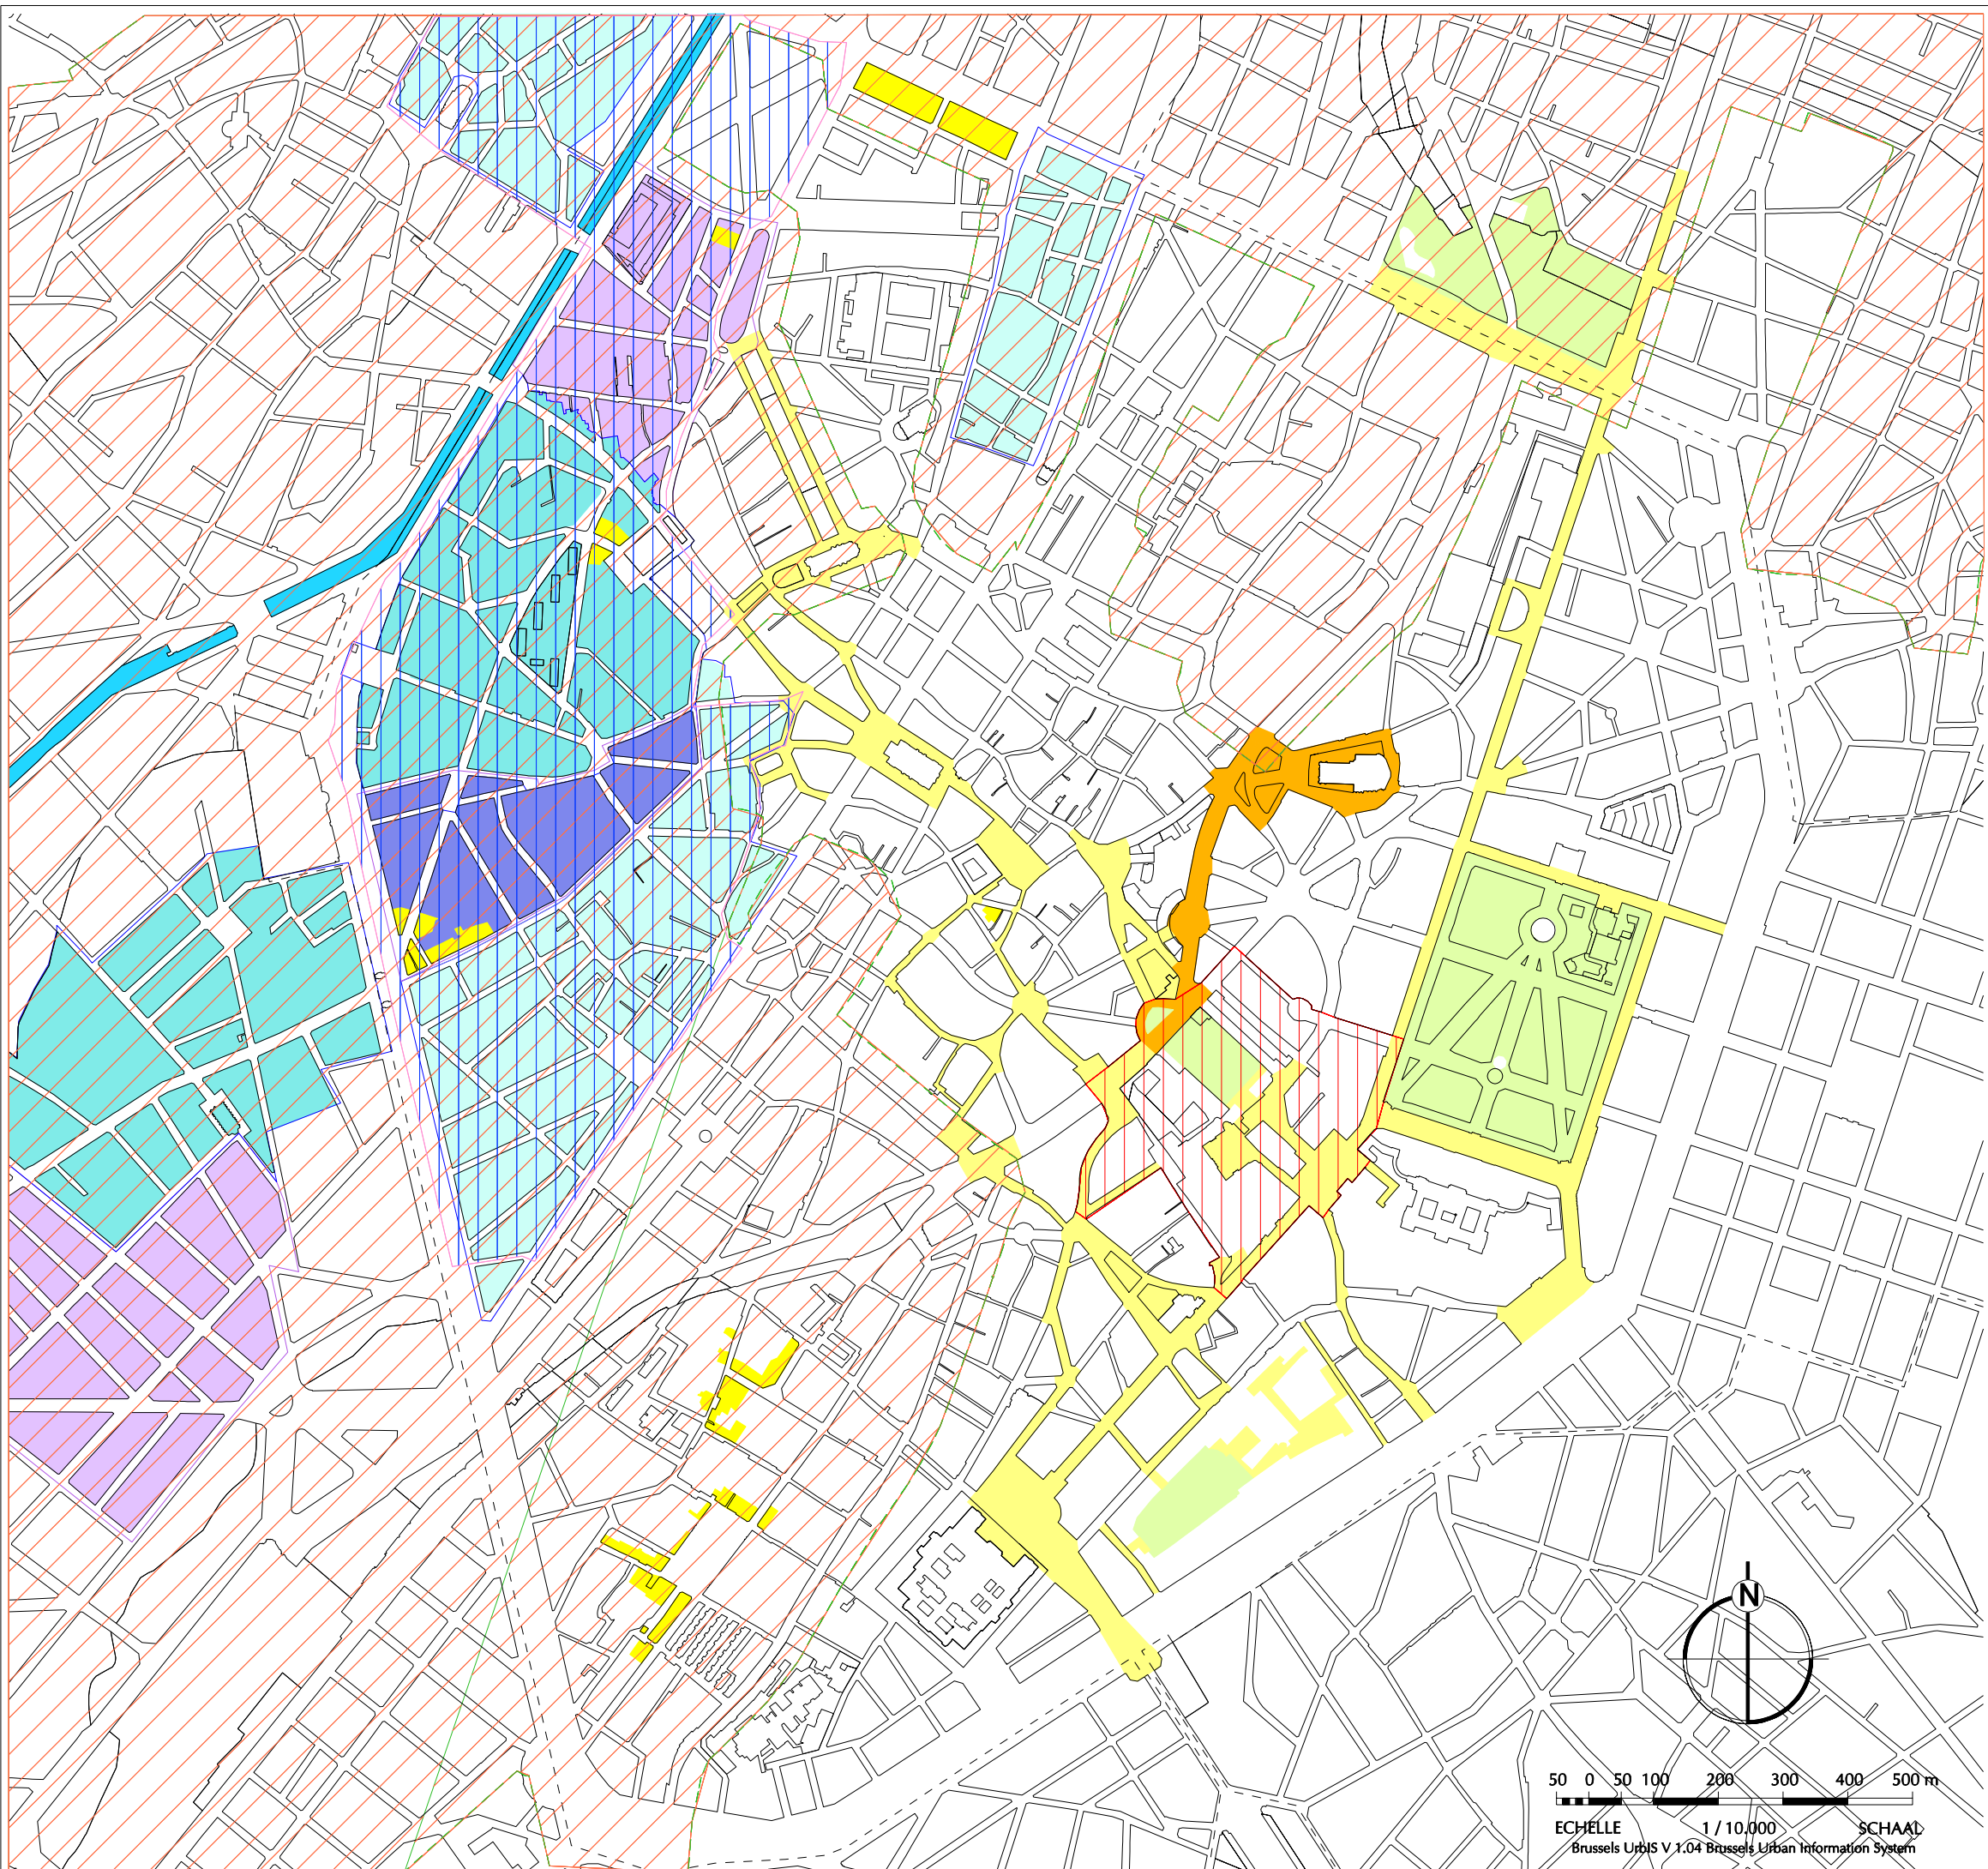 N
50 0 50 100 200 300 400 500 m
ECHELLE 1 / 10.000 SCHAAL
Brussels UrbIS V 1.04 Brussels Urban Information System